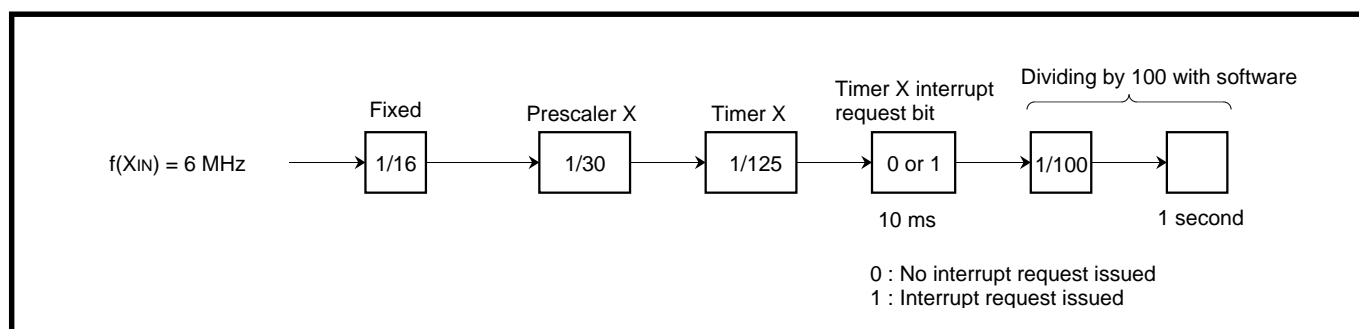 Dividing by 100 with software
Timer X interrupt
request bit
Fixed
Prescaler X
Timer X
f(XIN) = 6 MHz
1/16
1/30
1/125
0 or 1
1/100
10 ms
1 second
0 : No interrupt request issued
1 : Interrupt request issued